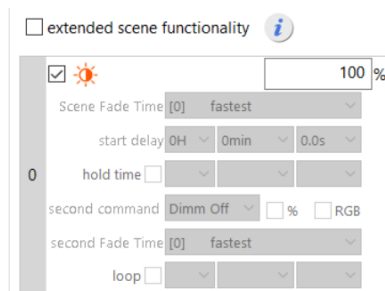 extended scene functionality i
100 %
Scene Fade Time [0] fastest
start delay 0H 0min 0.0s
0 hold time
second command Dimm Off % RGB
second Fade Time [0] fastest
loop